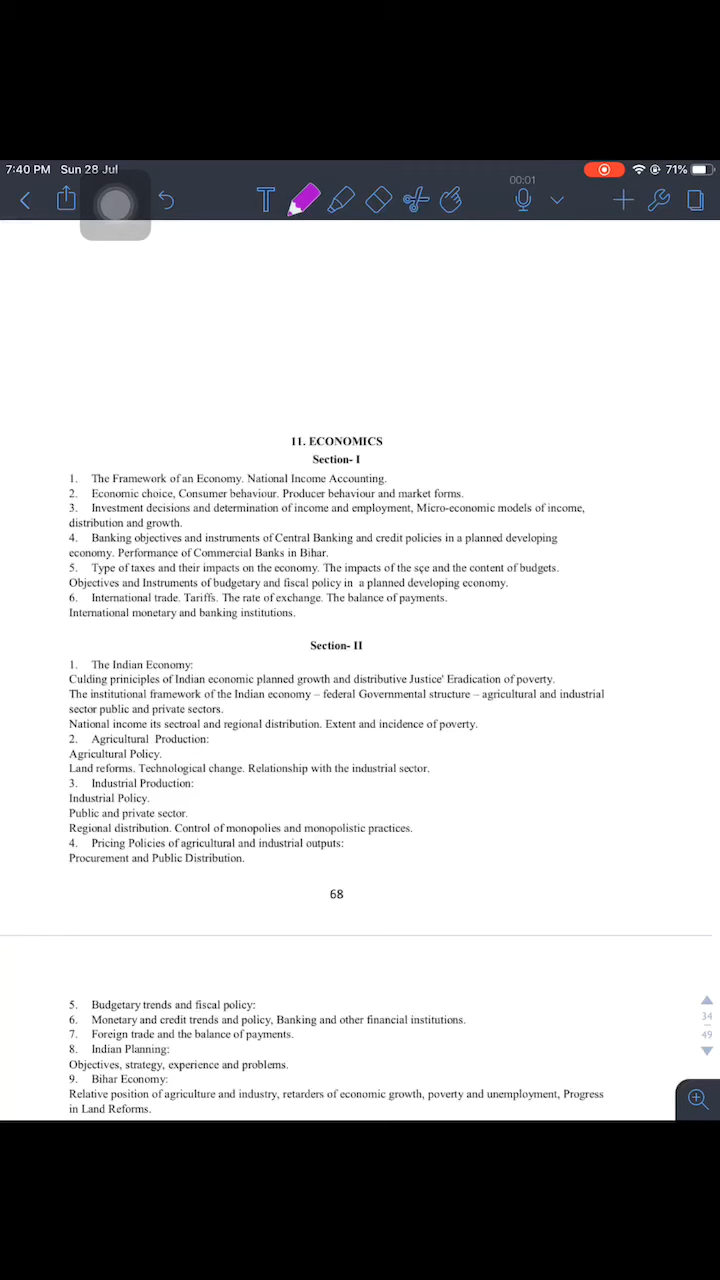 7:40 PM Sun 28 Jul
71%
T
00:01
11. ECONOMICS
Section- I
1. The Framework of an Economy. National Income Accounting.
2. Economic choice, Consumer behaviour. Producer behaviour and market forms.
3. Investment decisions and determination of income and employment, Micro-economic models of income,
distribution and growth.
4. Banking objectives and instruments of Central Banking and credit policies in a planned developing
economy. Performance of Commercial Banks in Bihar.
5. Type of taxes and their impacts on the economy. The impacts of the sçe and the content of budgets.
Objectives and Instruments of budgetary and fiscal policy in a planned developing economy.
6. International trade. Tariffs. The rate of exchange. The balance of payments.
International monetary and banking institutions.
Section- II
1. The Indian Economy:
Culding priniciples of Indian economic planned growth and distributive Justice' Eradication of poverty.
The institutional framework of the Indian economy – federal Governmental structure – agricultural and industrial
sector public and private sectors.
National income its sectroal and regional distribution. Extent and incidence of poverty.
2. Agricultural Production:
Agricultural Policy.
Land reforms. Technological change. Relationship with the industrial sector.
3. Industrial Production:
Industrial Policy.
Public and private sector.
Regional distribution. Control of monopolies and monopolistic practices.
4. Pricing Policies of agricultural and industrial outputs:
Procurement and Public Distribution.
68
5. Budgetary trends and fiscal policy:
6. Monetary and credit trends and policy, Banking and other financial institutions.
7. Foreign trade and the balance of payments.
8. Indian Planning:
Objectives, strategy, experience and problems.
9. Bihar Economy:
Relative position of agriculture and industry, retarders of economic growth, poverty and unemployment, Progress
in Land Reforms.
34
49